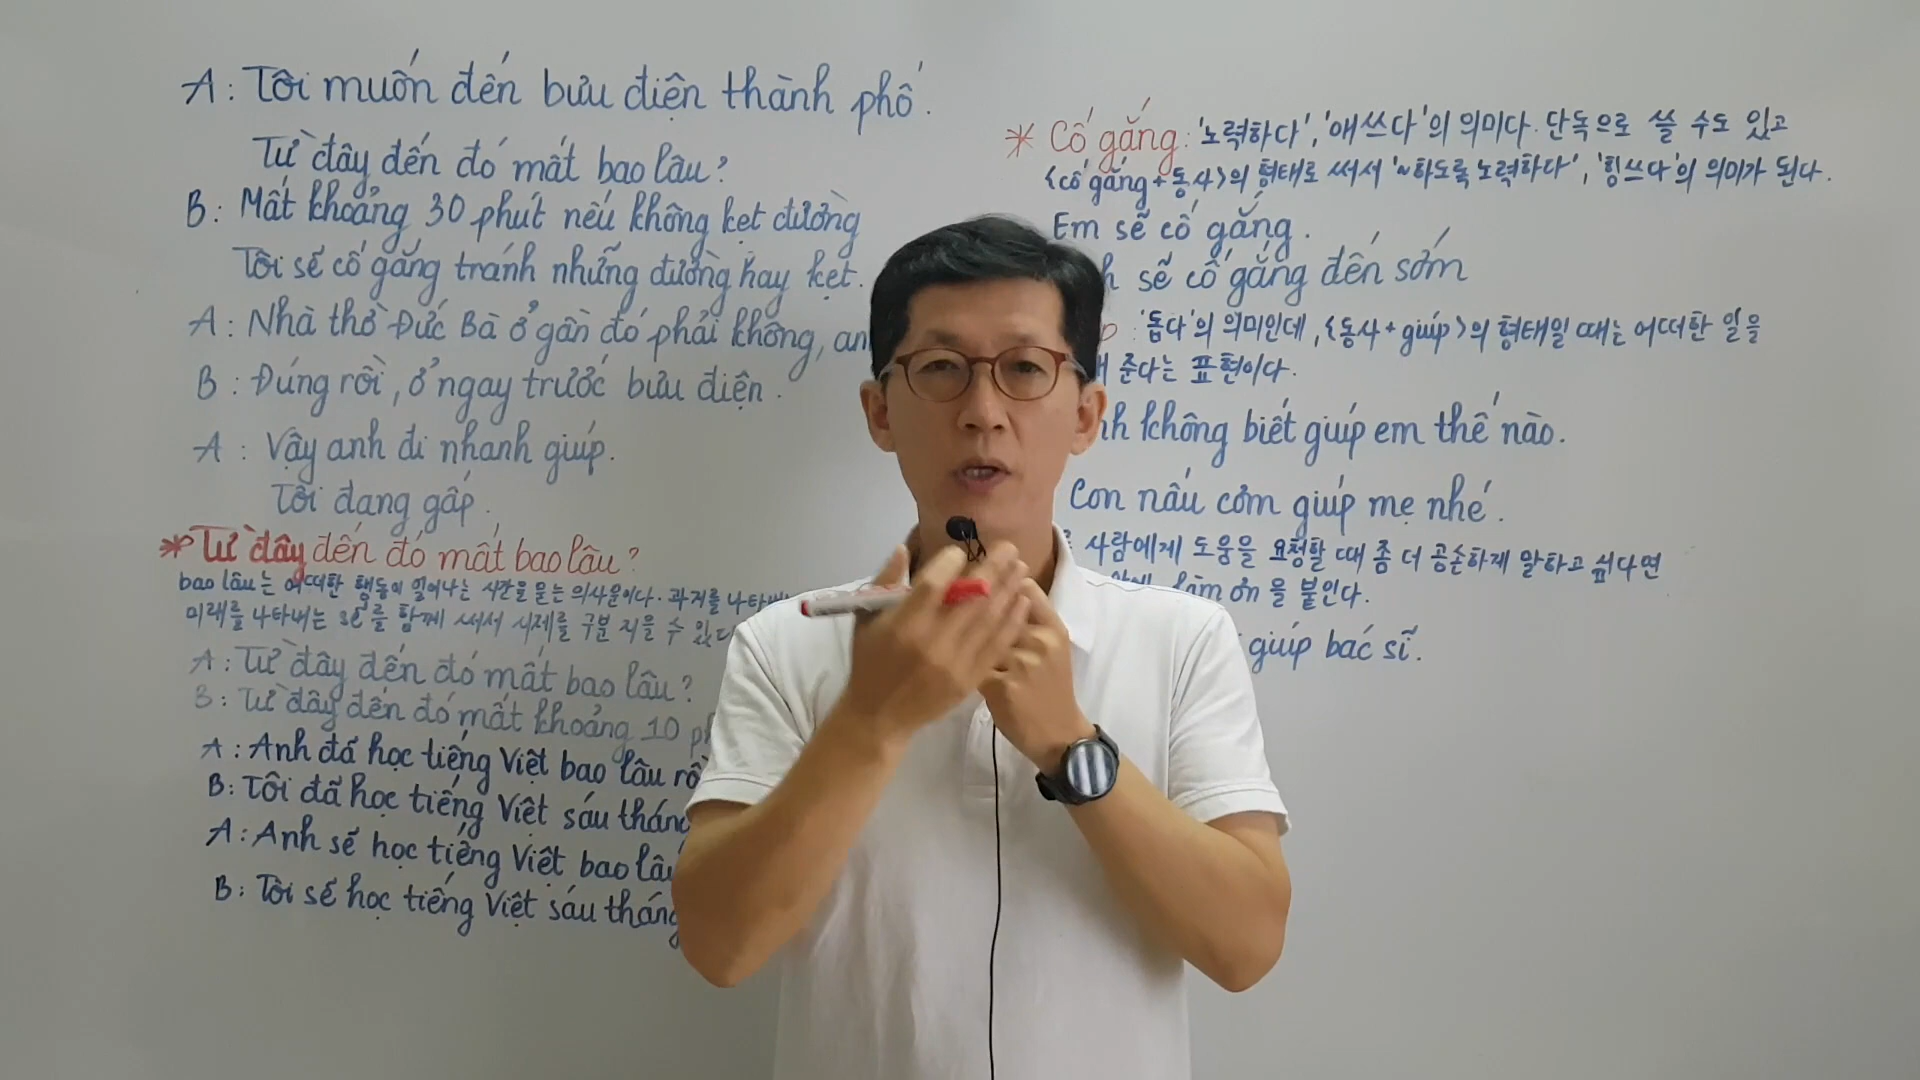 A: Tôi muốn đến bưu điện thành phố.
Từ đây đến đó mất bao lâu?
B: Mất khoảng 30 phút nếu không kẹt đường
Tôi sẽ cố gắng tránh những đường hay kẹt.
A: Nhà thờ Đức Bà ở gần đó phải không, an
B: Đúng rồi, ở ngay trước bưu điện.
A: Vậy anh đi nhanh giúp.
Tôi đang gấp.
* Từ đây đến đó mất bao lâu?
bao lâu는 어떠한 행동이 일어나는 시간을 묻는 의사운이다. 과거를 나타내
미래를 나타내는 sẽ를 함께 써서 시제를 구분 지을 수 있
A: Từ đây đến đó mất bao lâu?
B: Từ đây đến đó mất khoảng 10 ph
A: Anh đã học tiếng Việt bao lâu rồ
B: Tôi đã học tiếng Việt sáu thán
A: Anh sẽ học tiếng Việt bao lâ
B: Tôi sẽ học tiếng Việt sáu thán
* Cố gắng: '노력하다', '애쓰다'의 의미다. 단독으로 쓸 수도 있고
<cố gắng + 동사>의 형태로 써서 '~하도록 노력하다', '힘쓰다'의 의미가 된다.
Em sẽ cố gắng.
h sẽ cố gắng đến sớm
p : '돕다'의 의미인데, <동사 + giúp>의 형태일 때는 어떠한 일을
준다는 표현이다.
nh không biết giúp em thế nào.
Con nấu cơm giúp mẹ nhé.
사람에게 도움을 요청할 때 좀 더 공손하게 말하고 싶다면
làm ơn을 붙인다.
giúp bác sĩ.